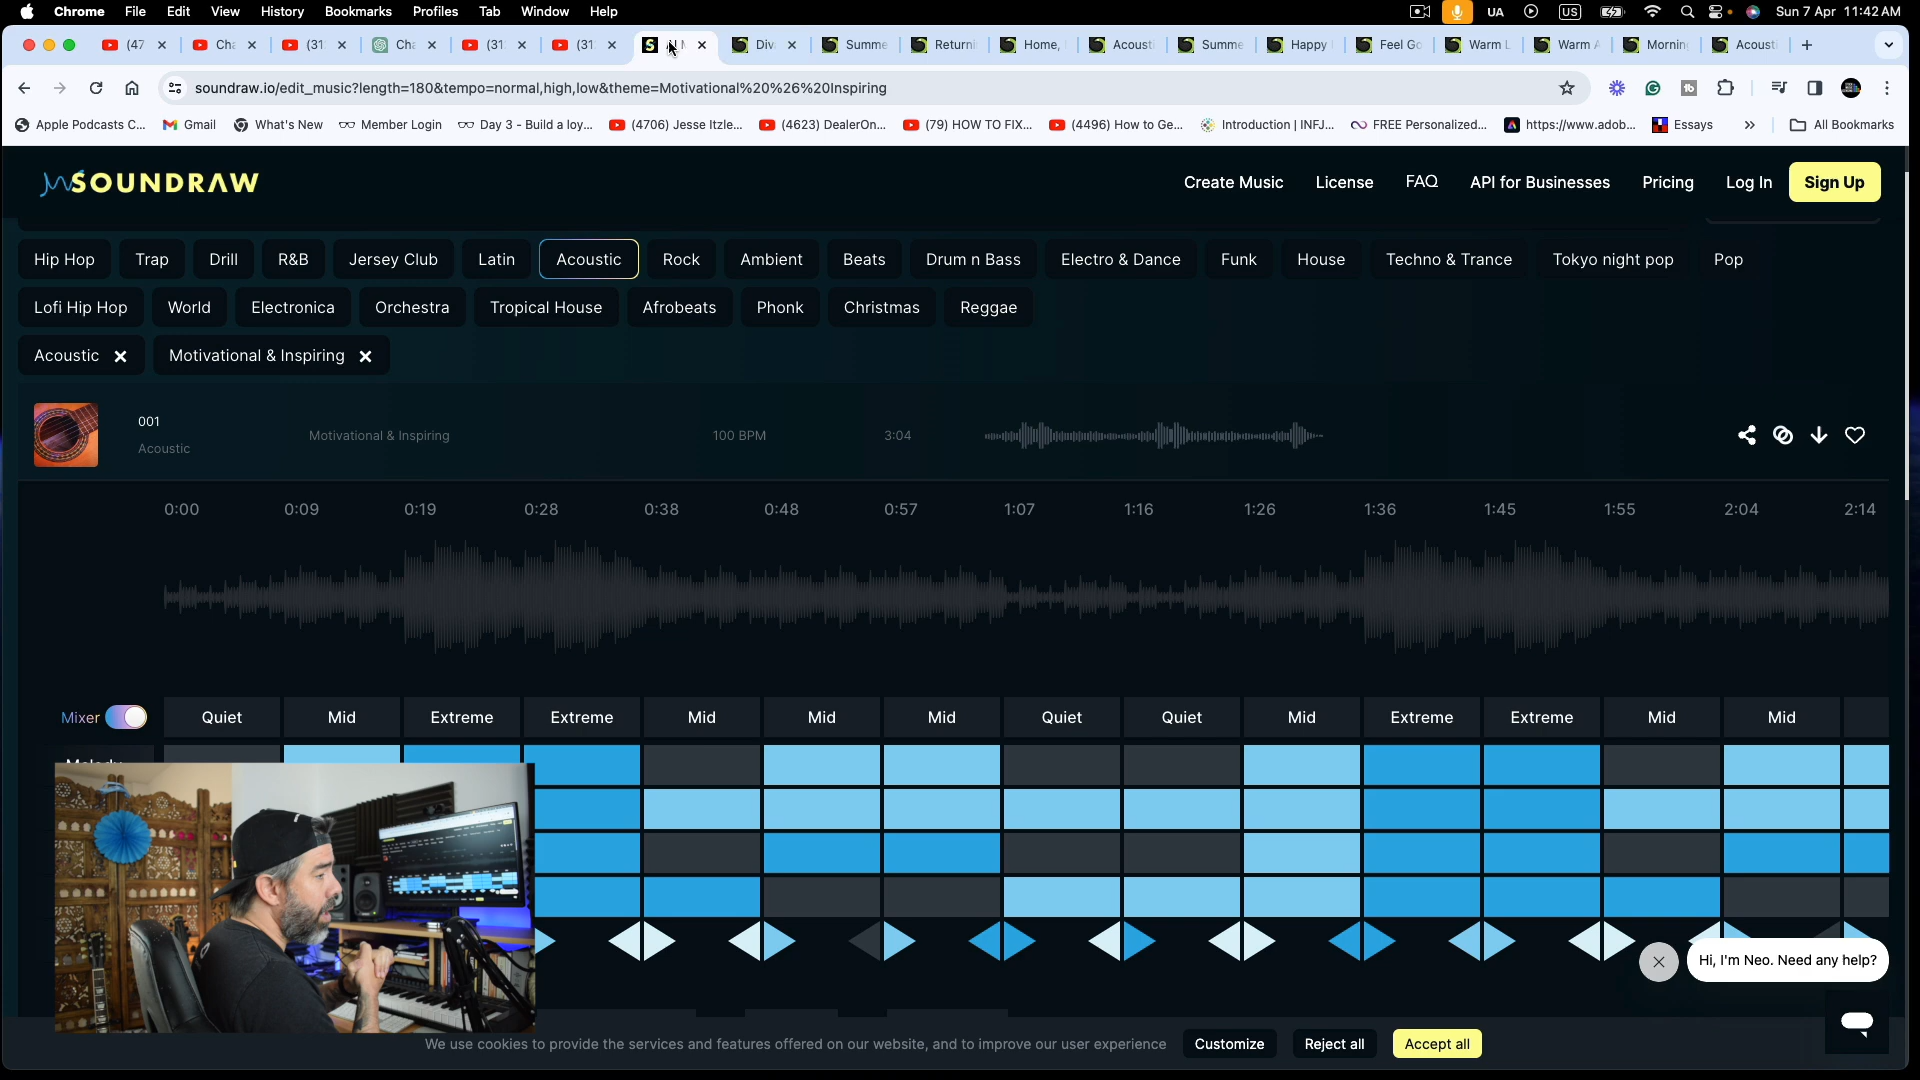 Chrome File Edit View History Bookmarks Profiles Tab Window Help UA US Sun 7 Apr 11:42 AM
(47 Cha (31: Cha (31: (31: Div Summe Returni Home, Acousti Summe Happy Feel Go Warm L Warm A Mornin Acoust
soundraw.io/edit_music?length=180&tempo=normal,high,low&theme=Motivational%20%26%20Inspiring
Apple Podcasts C... Gmail What's New Member Login Day 3 - Build a loy... (4706) Jesse Itzle... (4623) DealerOn... (79) HOW TO FIX... (4496) How to Ge... Introduction | INFJ... FREE Personalized... https://www.adob... Essays » All Bookmarks
SOUNDRAW Create Music License FAQ API for Businesses Pricing Log In Sign Up
Hip Hop Trap Drill R&B Jersey Club Latin Acoustic Rock Ambient Beats Drum n Bass Electro & Dance Funk House Techno & Trance Tokyo night pop Pop
Lofi Hip Hop World Electronica Orchestra Tropical House Afrobeats Phonk Christmas Reggae
Acoustic Motivational & Inspiring
001
Motivational & Inspiring 100 BPM 3:04
Acoustic
0:00 0:09 0:19 0:28 0:38 0:48 0:57 1:07 1:16 1:26 1:36 1:45 1:55 2:04 2:14
Mixer Quiet Mid Extreme Extreme Mid Mid Mid Quiet Quiet Mid Extreme Extreme Mid Mid
Melody
Hi, I'm Neo. Need any help?
We use cookies to provide the services and features offered on our website, and to improve our user experience Customize Reject all Accept all